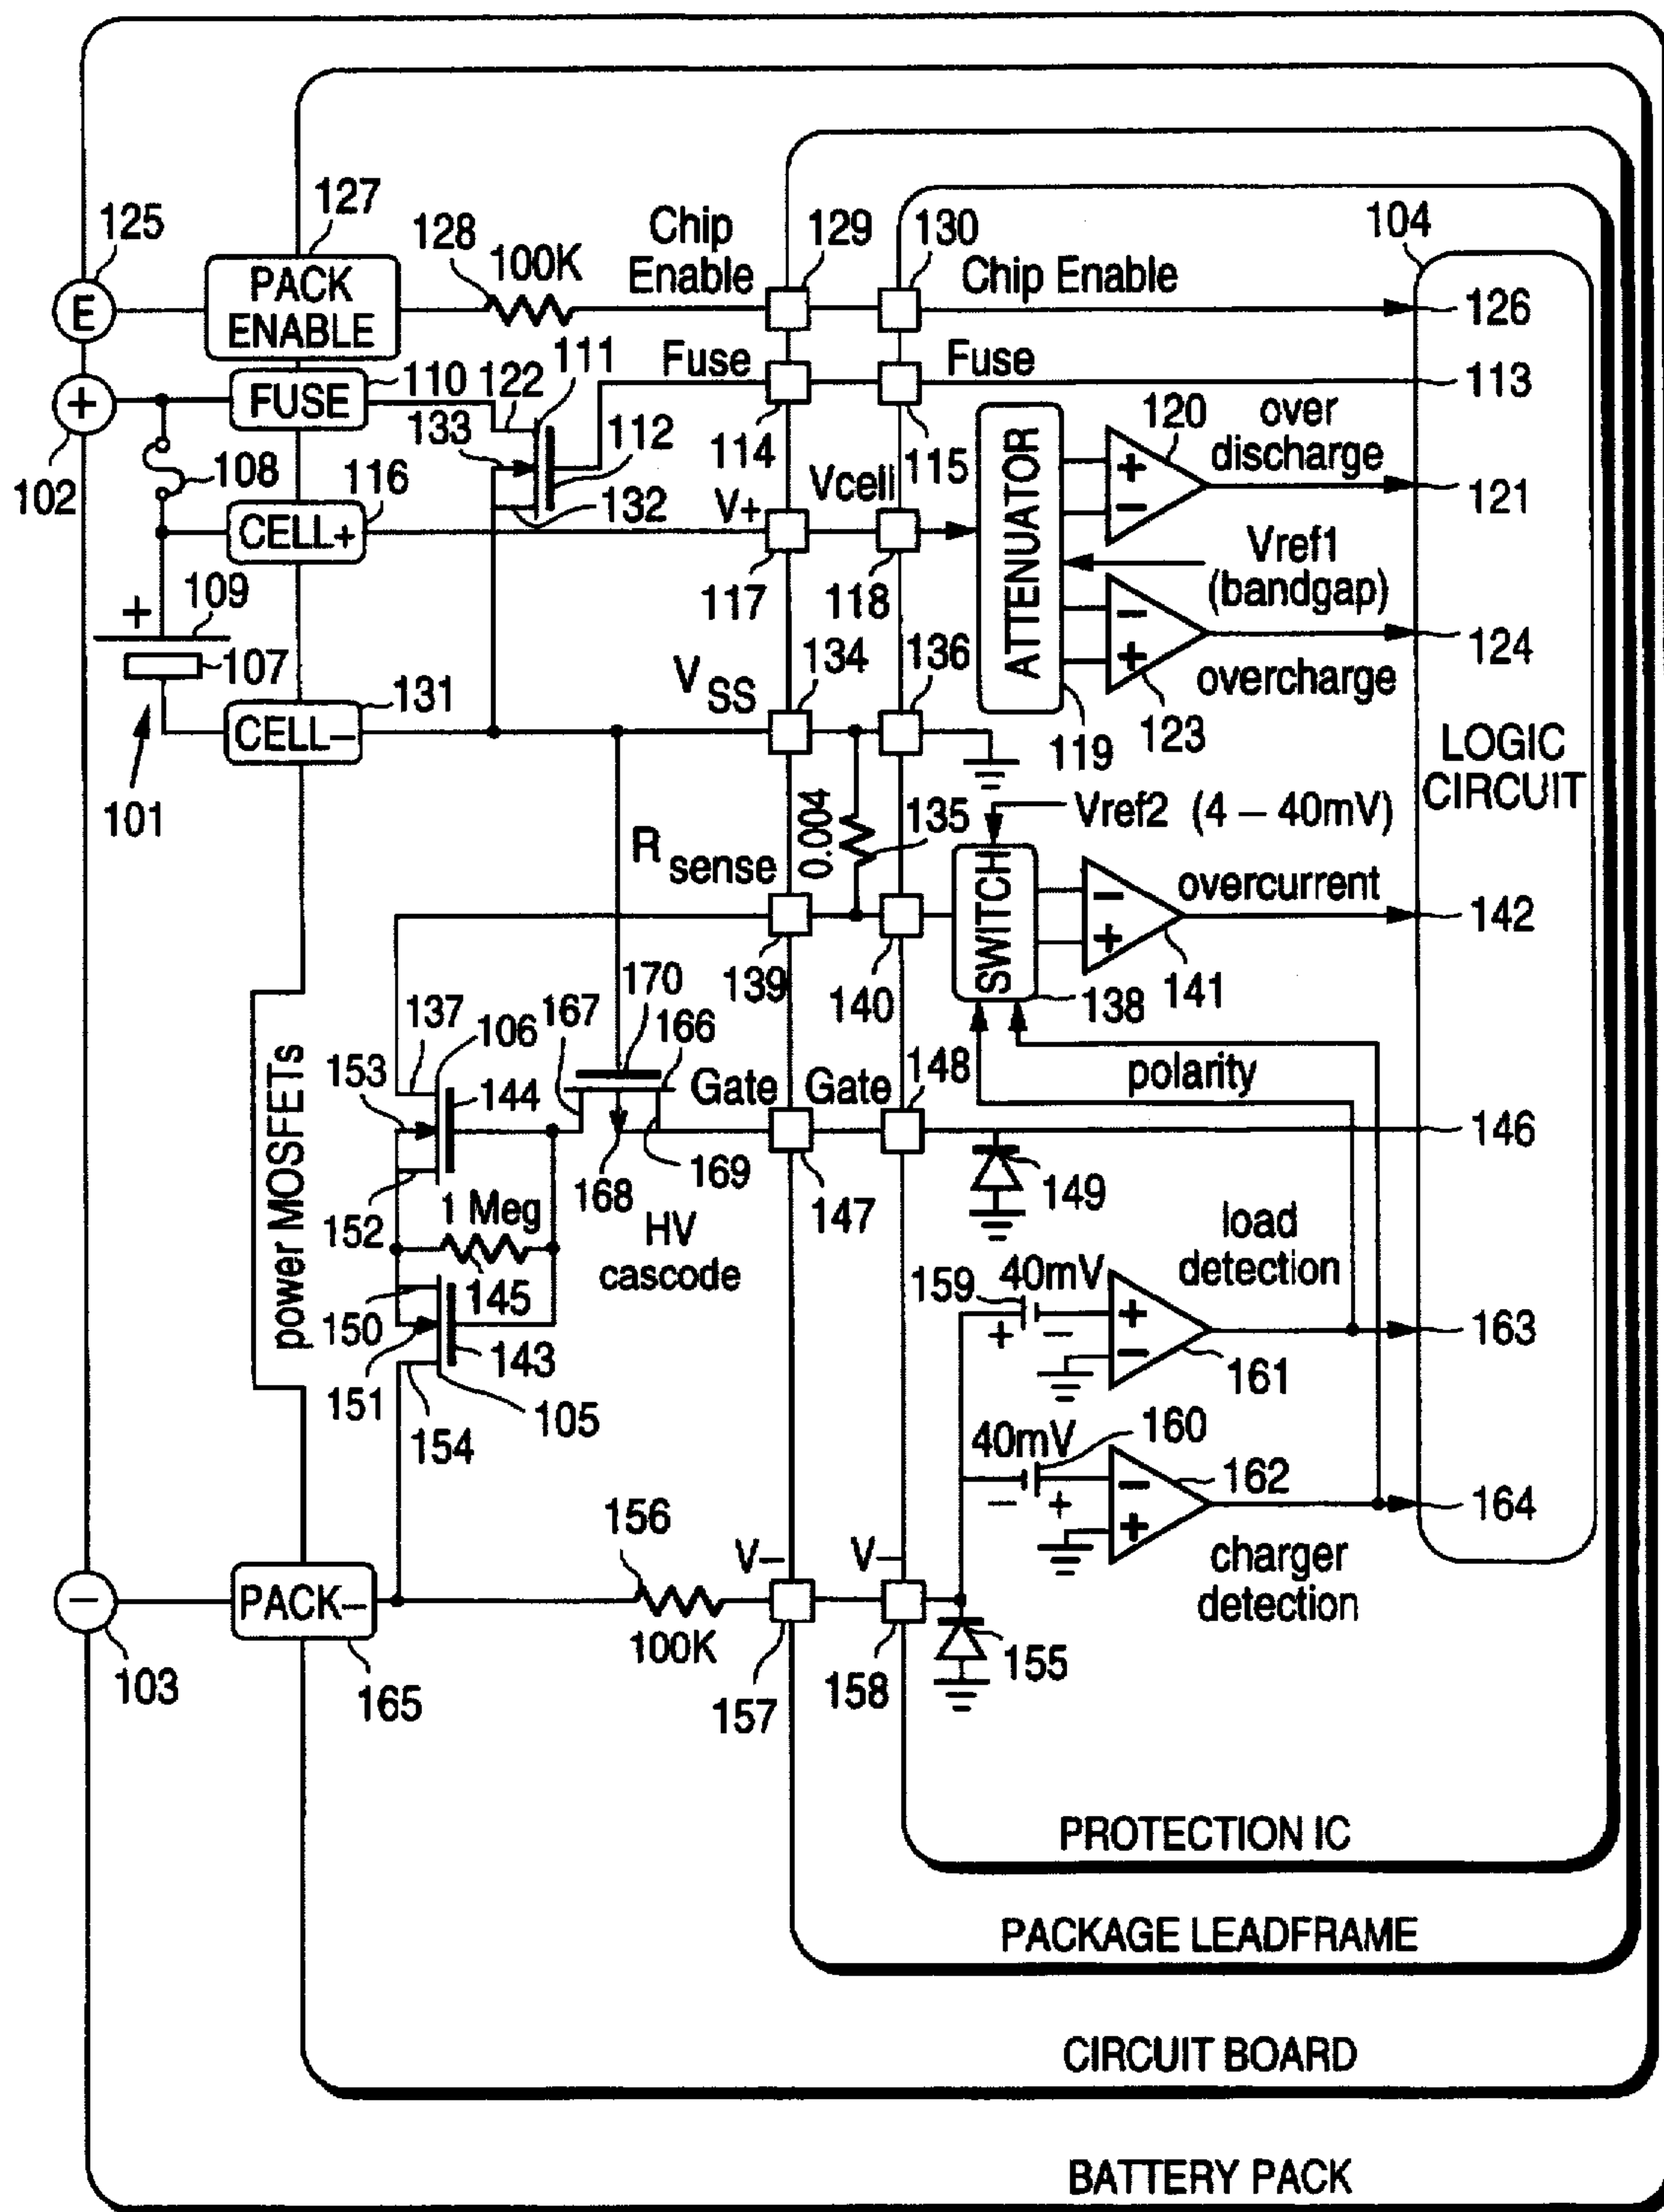 125
127
128
100K
Chip
Enable
129
130
Chip Enable
104
E
PACK
ENABLE
126
+
102
FUSE
110
122
111
Fuse
Fuse
113
133
112
114
115
120
over
discharge
121
108
116
CELL+
132
V+
Vcell
117
118
ATTENUATOR
+
−
Vref1
(bandgap)
−
+
124
overcharge
123
119
+
109
107
101
131
CELL−
VSS
134
136
LOGIC
CIRCUIT
Rsense
0.004
135
Vref2 (4 – 40mV)
SWITCH
−
+
overcurrent
142
139
140
138
141
polarity
power MOSFETs
137
106
167
170
166
153
144
Gate
Gate
148
146
152
168
169
147
149
1 Meg
145
HV
cascode
load
detection
150
151
143
154
105
159
40mV
+
−
+
−
161
163
40mV
160
−
+
−
+
162
164
charger
detection
−
103
PACK−
165
156
100K
V−
V−
157
158
155
PROTECTION IC
PACKAGE LEADFRAME
CIRCUIT BOARD
BATTERY PACK